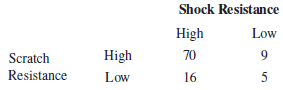 Shock Resistance
High Low
Scratch High 70 9
Resistance Low 16 5